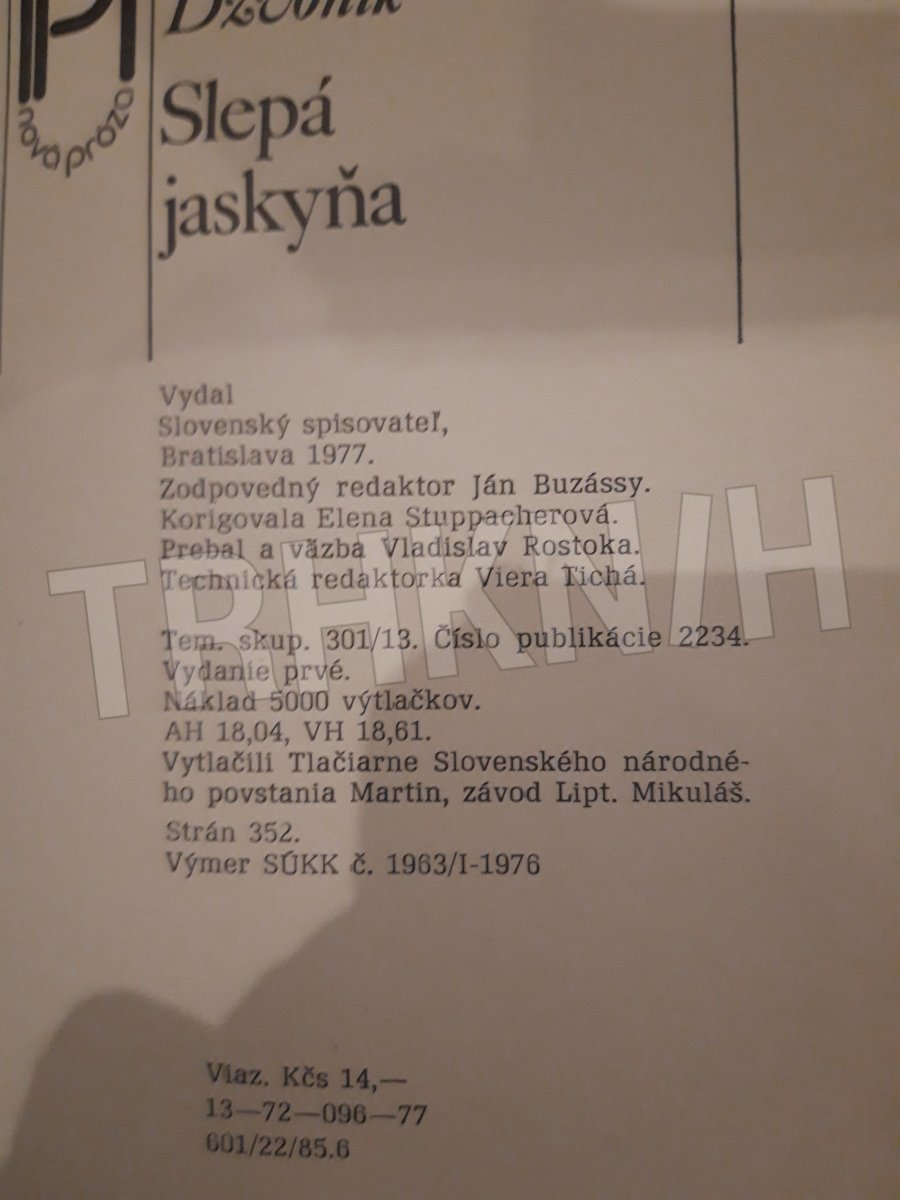 Dzvoník
Slepá
jaskyňa
nová próza
Vydal
Slovenský spisovateľ,
Bratislava 1977.
Zodpovedný redaktor Ján Buzássy.
Korigovala Elena Stuppacherová.
Prebal a väzba Vladislav Rostoka.
Technická redaktorka Viera Tichá.
Tem. skup. 301/13. Číslo publikácie 2234.
Vydanie prvé.
Náklad 5000 výtlačkov.
AH 18,04, VH 18,61.
Vytlačili Tlačiarne Slovenského národné-
ho povstania Martin, závod Lipt. Mikuláš.
Strán 352.
Výmer SÚKK č. 1963/I-1976
Viaz. Kčs 14,—
13—72—096—77
601/22/85.6